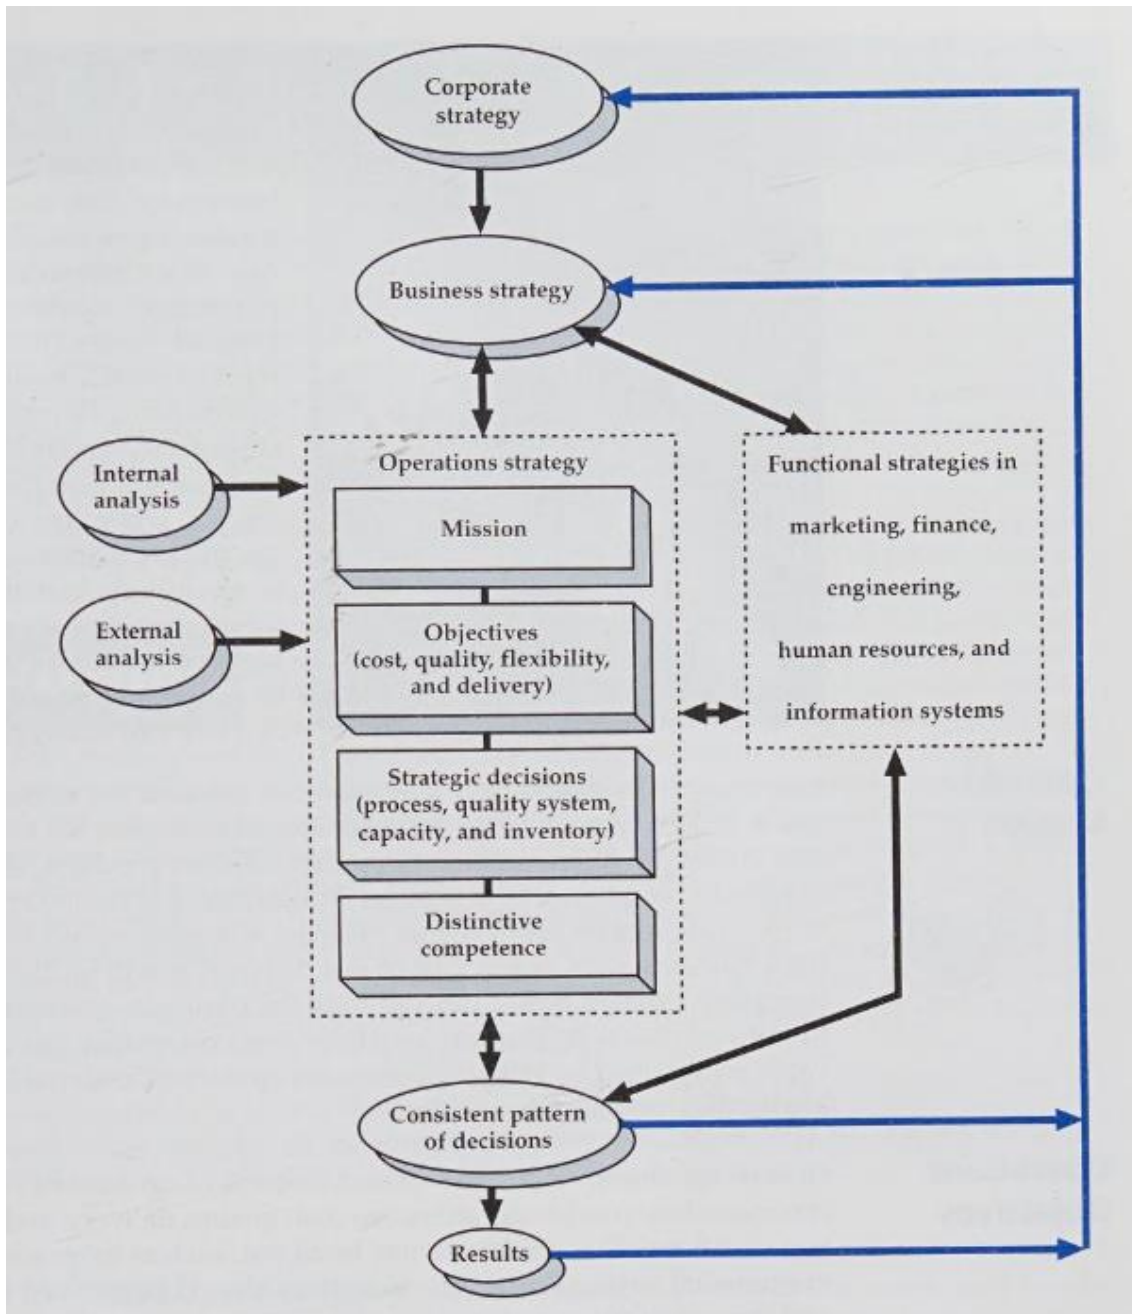 Corporate
strategy
Business strategy
Internal
analysis
External
analysis
Operations strategy
Mission
Objectives
(cost, quality, flexibility,
and delivery)
Strategic decisions
(process, quality system,
capacity, and inventory)
Distinctive
competence
Functional strategies in
marketing, finance,
engineering,
human resources, and
information systems
Consistent pattern
of decisions
Results